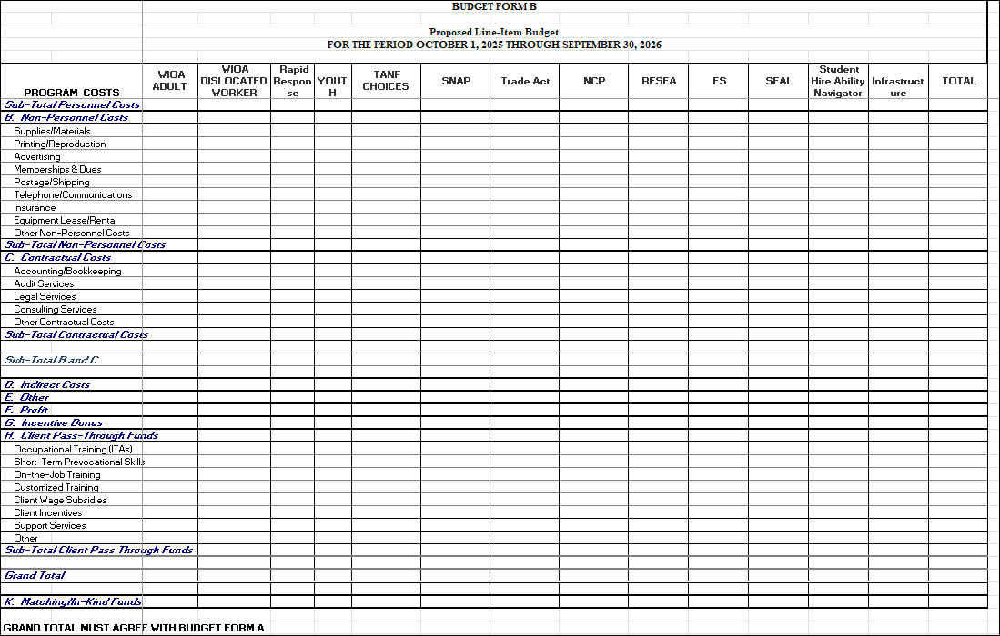 BUDGET FORM B
Proposed Line-Item Budget
FOR THE PERIOD OCTOBER 1, 2025 THROUGH SEPTEMBER 30, 2026
PROGRAM COSTS WIOA ADULT WIOA DISLOCATED WORKER Rapid Respon se YOUT H TANF CHOICES SNAP Trade Act NCP RESEA ES SEAL Student Hire Ability Navigator Infrastruct ure TOTAL
Sub-Total Personnel Costs
B. Non-Personnel Costs
Supplies/Materials
Printing/Reproduction
Advertising
Memberships & Dues
Postage/Shipping
Telephone/Communications
Insurance
Equipment Lease/Rental
Other Non-Personnel Costs
Sub-Total Non-Personnel Costs
C. Contractual Costs
Accounting/Bookkeeping
Audit Services
Legal Services
Consulting Services
Other Contractual Costs
Sub-Total Contractual Costs
Sub-Total B and C
D. Indirect Costs
E. Other
F. Profit
G. Incentive Bonus
H. Client Pass-Through Funds
Occupational Training (ITAs)
Short-Term Prevocational Skills
On-the-Job Training
Customized Training
Client Wage Subsidies
Client Incentives
Support Services
Other
Sub-Total Client Pass Through Funds
Grand Total
K. Matching/In-Kind Funds
GRAND TOTAL MUST AGREE WITH BUDGET FORM A